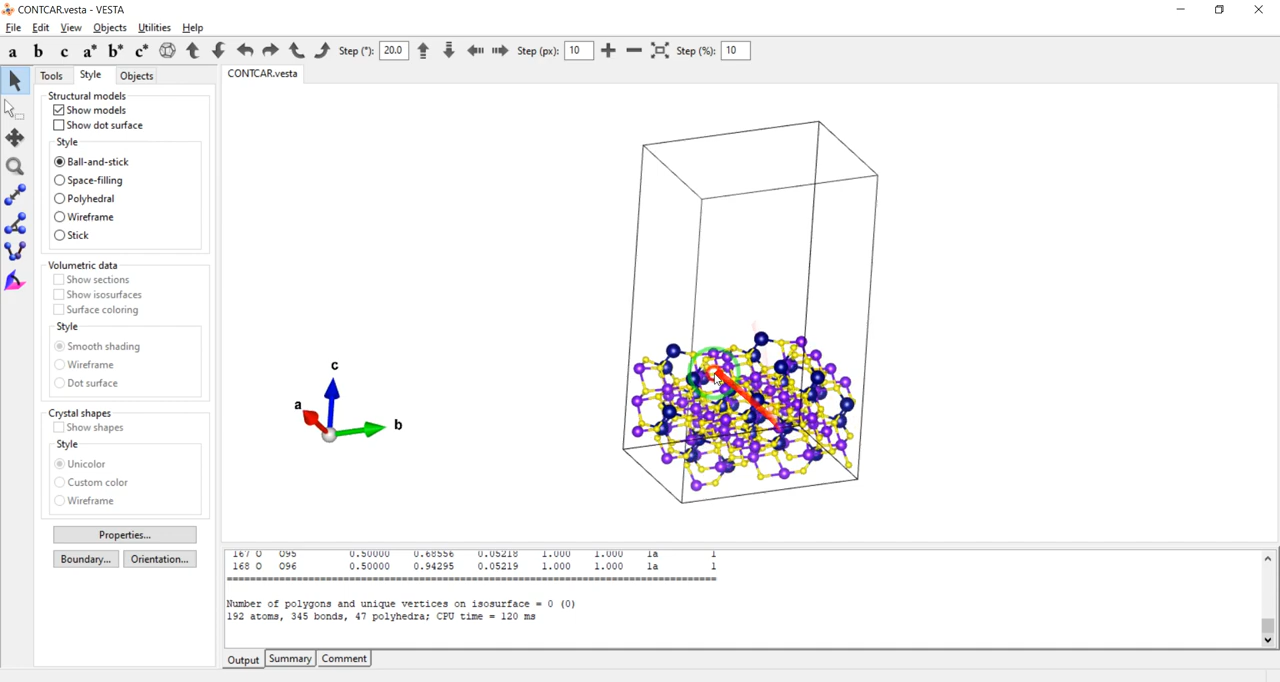 CONTCAR.vesta - VESTA
File Edit View Objects Utilities Help
a b c a* b* c* Step (°): 20.0 Step (px): 10 Step (%): 10
Tools Style Objects
CONTCAR.vesta
Structural models
Show models
Show dot surface
Style
Ball-and-stick
Space-filling
Polyhedral
Wireframe
Stick
Volumetric data
Show sections
Show isosurfaces
Surface coloring
Style
Smooth shading
Wireframe
Dot surface
Crystal shapes
Show shapes
Style
Unicolor
Custom color
Wireframe
Properties...
Boundary... Orientation...
c
a
b
167 O O95 0.50000 0.68556 0.05218 1.000 1.000 1a 1
168 O O96 0.50000 0.94295 0.05219 1.000 1.000 1a 1
Number of polygons and unique vertices on isosurface = 0 (0)
192 atoms, 345 bonds, 47 polyhedra; CPU time = 120 ms
Output Summary Comment